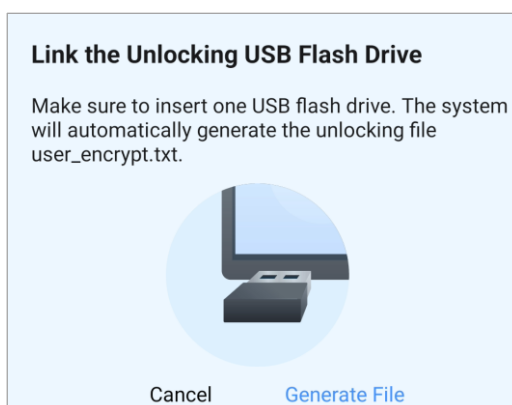 Link the Unlocking USB Flash Drive
Make sure to insert one USB flash drive. The system
will automatically generate the unlocking file
user_encrypt.txt.
Cancel
Generate File